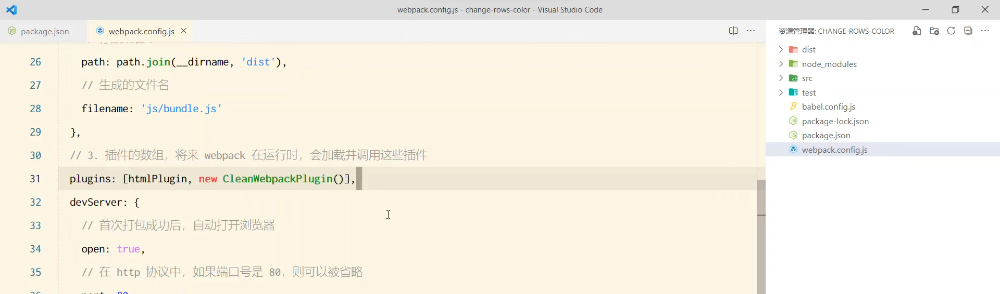 webpack.config.js - change-rows-color - Visual Studio Code
package.json
webpack.config.js
26 path: path.join(__dirname, 'dist'),
27 // 生成的文件名
28 filename: 'js/bundle.js'
29 },
30 // 3. 插件的数组，将来 webpack 在运行时，会加载并调用这些插件
31 plugins: [htmlPlugin, new CleanWebpackPlugin()],
32 devServer: {
33 // 首次打包成功后，自动打开浏览器
34 open: true,
35 // 在 http 协议中，如果端口号是 80，则可以被省略
资源管理器: CHANGE-ROWS-COLOR
dist
node_modules
src
test
babel.config.js
package-lock.json
package.json
webpack.config.js